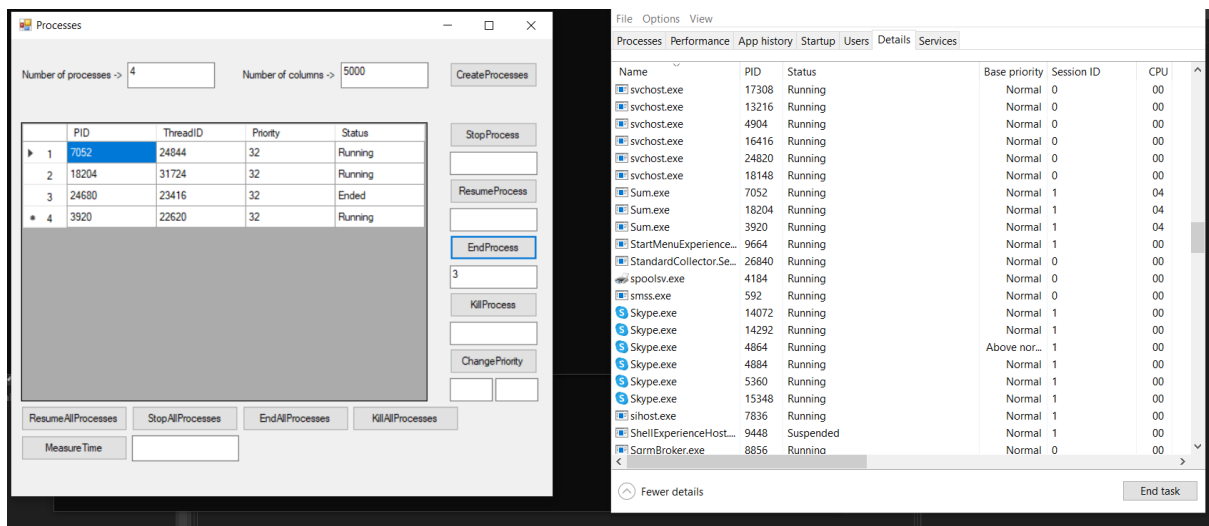 Processes
Number of processes -> 4 Number of columns -> 5000 CreateProcesses
PID ThreadID Priority Status
1 7052 24844 32 Running
2 18204 31724 32 Running
3 24680 23416 32 Ended
* 4 3920 22620 32 Running
StopProcess
ResumeProcess
EndProcess
3
KillProcess
ChangePriority
ResumeAllProcesses StopAllProcesses EndAllProcesses KillAllProcesses
MeasureTime
File Options View
Processes Performance App history Startup Users Details Services
Name PID Status Base priority Session ID CPU
svchost.exe 17308 Running Normal 0 00
svchost.exe 13216 Running Normal 0 00
svchost.exe 4904 Running Normal 0 00
svchost.exe 16416 Running Normal 0 00
svchost.exe 24820 Running Normal 0 00
svchost.exe 18148 Running Normal 0 00
Sum.exe 7052 Running Normal 1 04
Sum.exe 18204 Running Normal 1 04
Sum.exe 3920 Running Normal 1 04
StartMenuExperience... 9664 Running Normal 1 00
StandardCollector.Se... 26840 Running Normal 0 00
spoolsv.exe 4184 Running Normal 0 00
smss.exe 592 Running Normal 0 00
Skype.exe 14072 Running Normal 1 00
Skype.exe 14292 Running Normal 1 00
Skype.exe 4864 Running Above nor... 1 00
Skype.exe 4884 Running Normal 1 00
Skype.exe 5360 Running Normal 1 00
Skype.exe 15348 Running Normal 1 00
sihost.exe 7836 Running Normal 1 00
ShellExperienceHost.... 9448 Suspended Normal 1 00
SgrmBroker.exe 8856 Running Normal 0 00
Fewer details End task